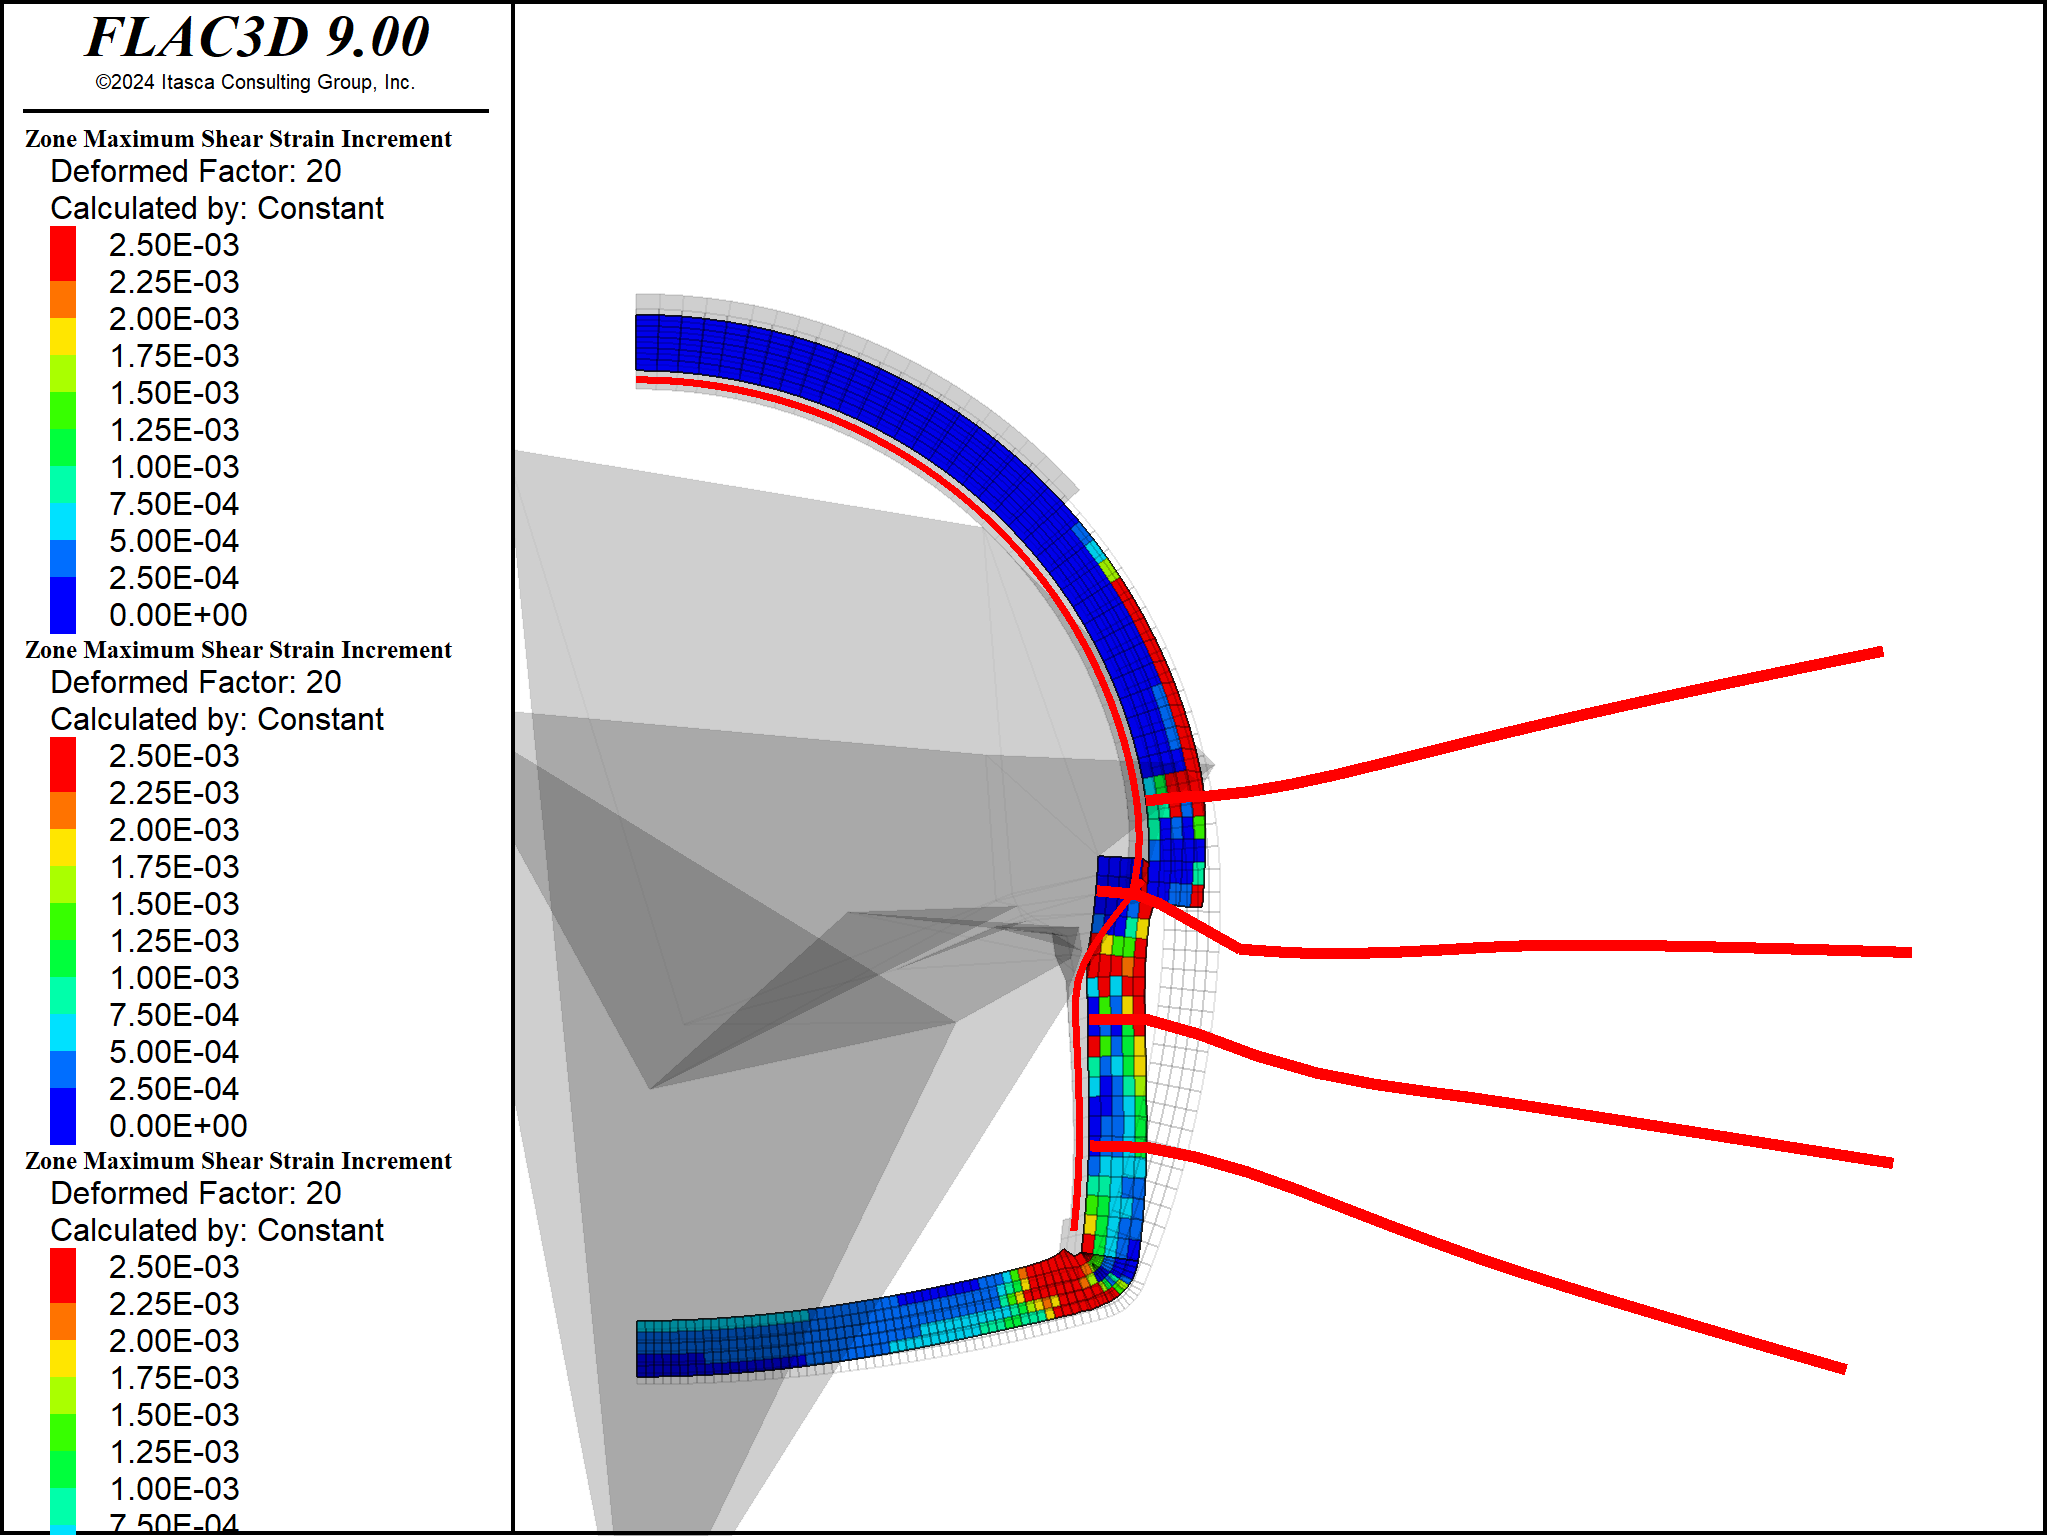 FLAC3D 9.00
©2024 Itasca Consulting Group, Inc.
Zone Maximum Shear Strain Increment
Deformed Factor: 20
Calculated by: Constant
2.50E-03
2.25E-03
2.00E-03
1.75E-03
1.50E-03
1.25E-03
1.00E-03
7.50E-04
5.00E-04
2.50E-04
0.00E+00
Zone Maximum Shear Strain Increment
Deformed Factor: 20
Calculated by: Constant
2.50E-03
2.25E-03
2.00E-03
1.75E-03
1.50E-03
1.25E-03
1.00E-03
7.50E-04
5.00E-04
2.50E-04
0.00E+00
Zone Maximum Shear Strain Increment
Deformed Factor: 20
Calculated by: Constant
2.50E-03
2.25E-03
2.00E-03
1.75E-03
1.50E-03
1.25E-03
1.00E-03
7.50E-04